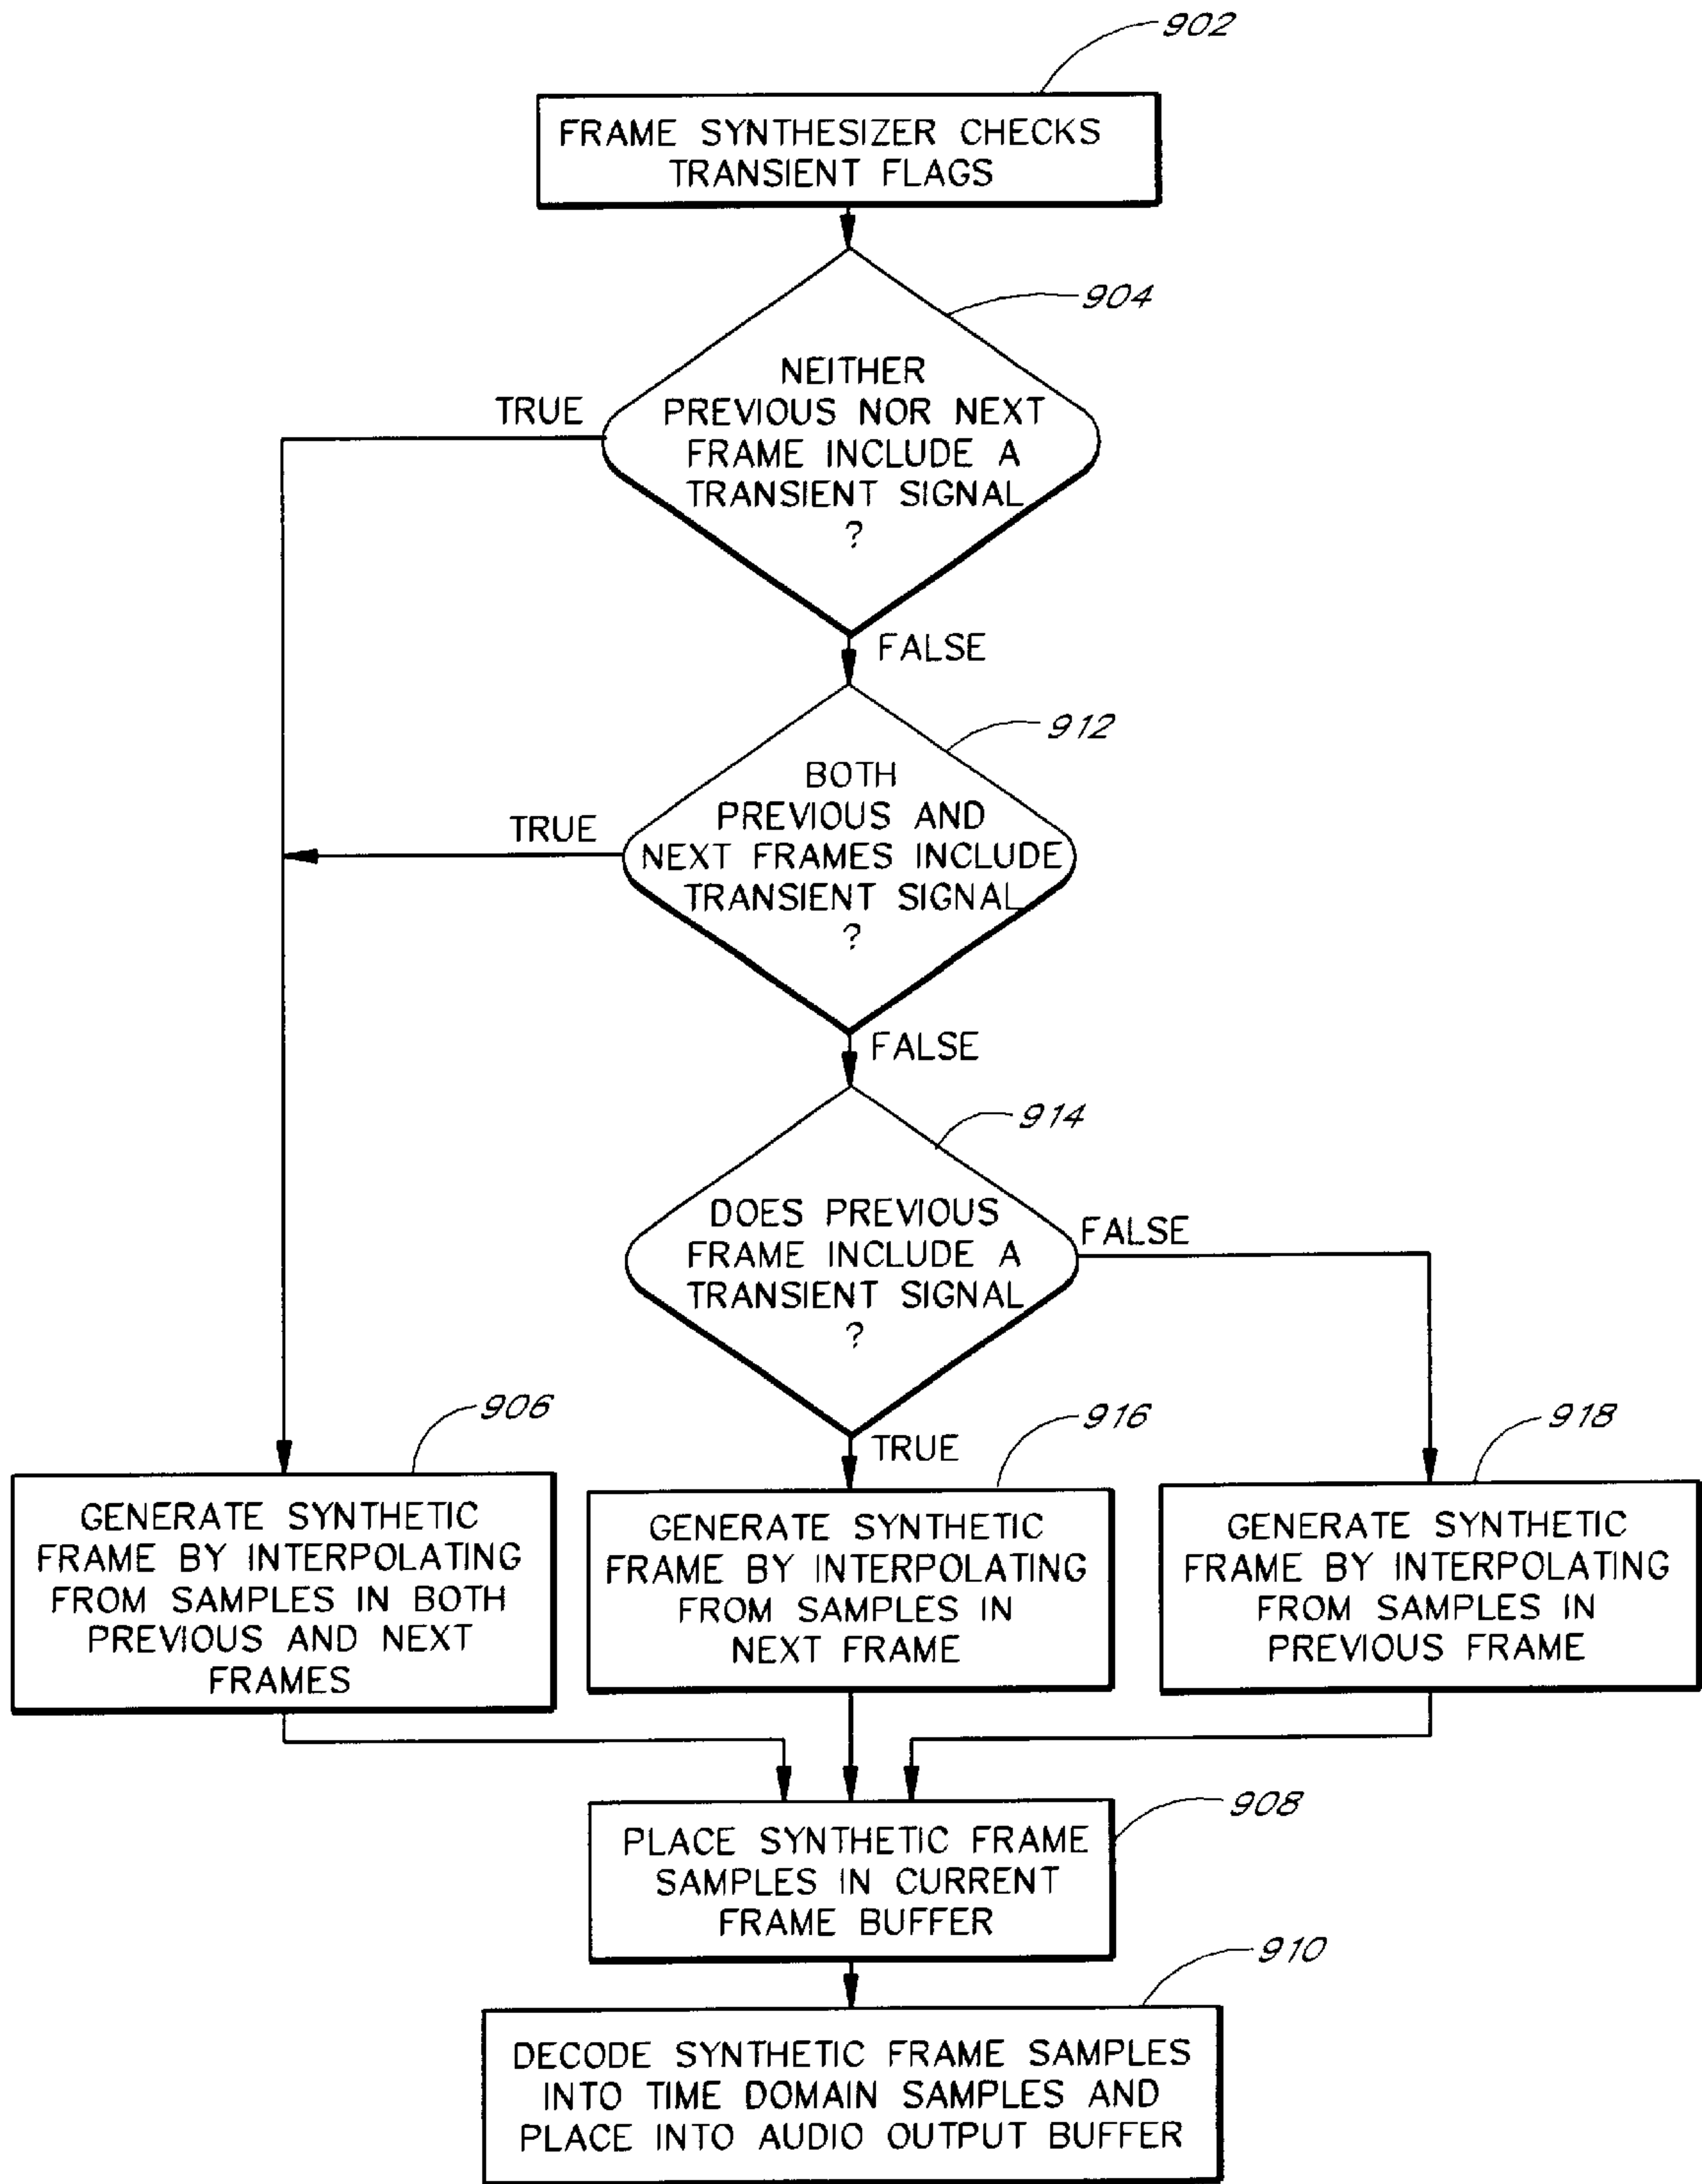 902
FRAME SYNTHESIZER CHECKS
TRANSIENT FLAGS
904
NEITHER
PREVIOUS NOR NEXT
FRAME INCLUDE A
TRANSIENT SIGNAL
?
TRUE
FALSE
912
BOTH
PREVIOUS AND
NEXT FRAMES INCLUDE
TRANSIENT SIGNAL
?
TRUE
FALSE
914
DOES PREVIOUS
FRAME INCLUDE A
TRANSIENT SIGNAL
?
FALSE
TRUE
906
GENERATE SYNTHETIC
FRAME BY INTERPOLATING
FROM SAMPLES IN BOTH
PREVIOUS AND NEXT
FRAMES
916
GENERATE SYNTHETIC
FRAME BY INTERPOLATING
FROM SAMPLES IN
NEXT FRAME
918
GENERATE SYNTHETIC
FRAME BY INTERPOLATING
FROM SAMPLES IN
PREVIOUS FRAME
908
PLACE SYNTHETIC FRAME
SAMPLES IN CURRENT
FRAME BUFFER
910
DECODE SYNTHETIC FRAME SAMPLES
INTO TIME DOMAIN SAMPLES AND
PLACE INTO AUDIO OUTPUT BUFFER